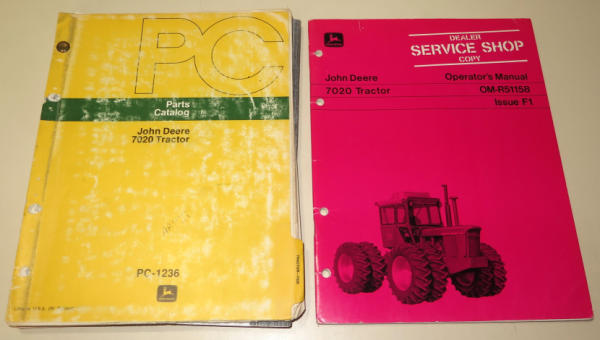 PC
Parts
Catalog
John Deere
7020 Tractor
PC-1236
DEALER
SERVICE SHOP
COPY
John Deere
Operator's Manual
7020 Tractor
OM-R51158
Issue F1